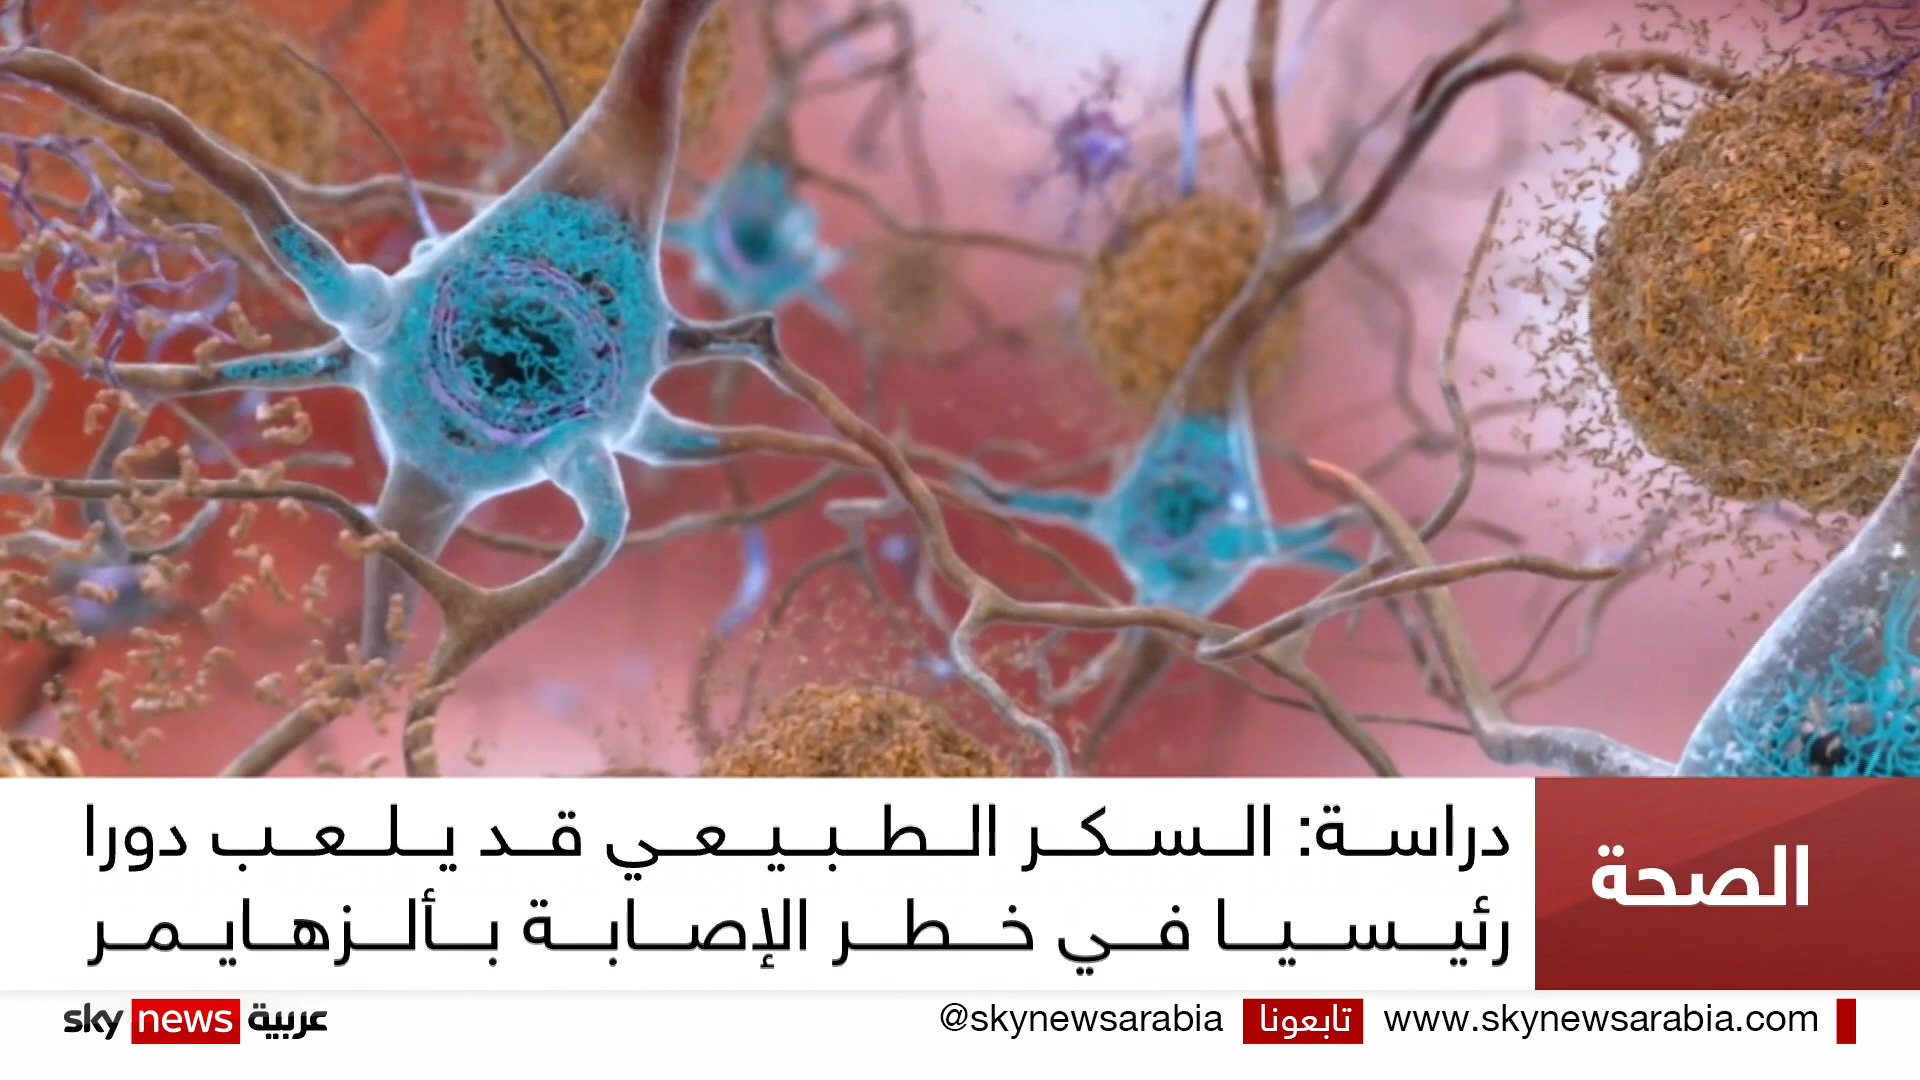 دراسة: السكر الطبيعي قد يلعب دورا
رئيسيا في خطر الإصابة بألزهايمر
الصحة
sky news عربية
@skynewsarabia تابعونا www.skynewsarabia.com